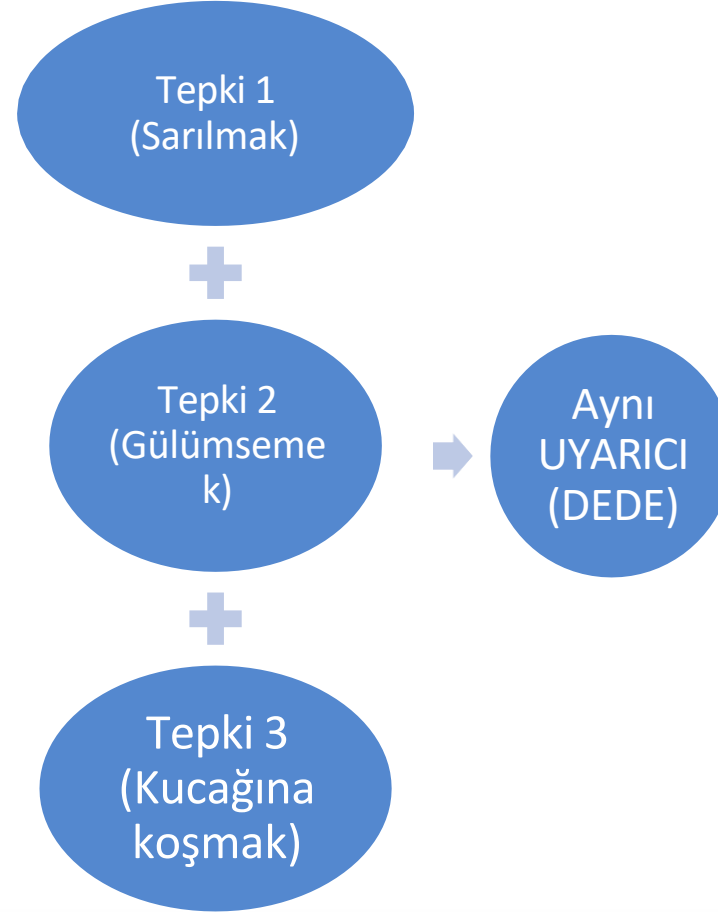 Tepki 1
(Sarılmak)
Tepki 2
(Gülümseme
k)
Aynı
UYARICI
(DEDE)
Tepki 3
(Kucağına
koşmak)